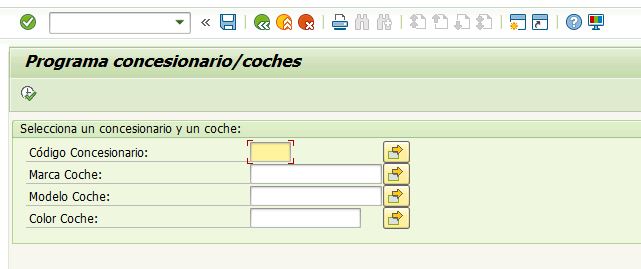 Programa concesionario/coches
Selecciona un concesionario y un coche:
Código Concesionario:
Marca Coche:
Modelo Coche:
Color Coche: